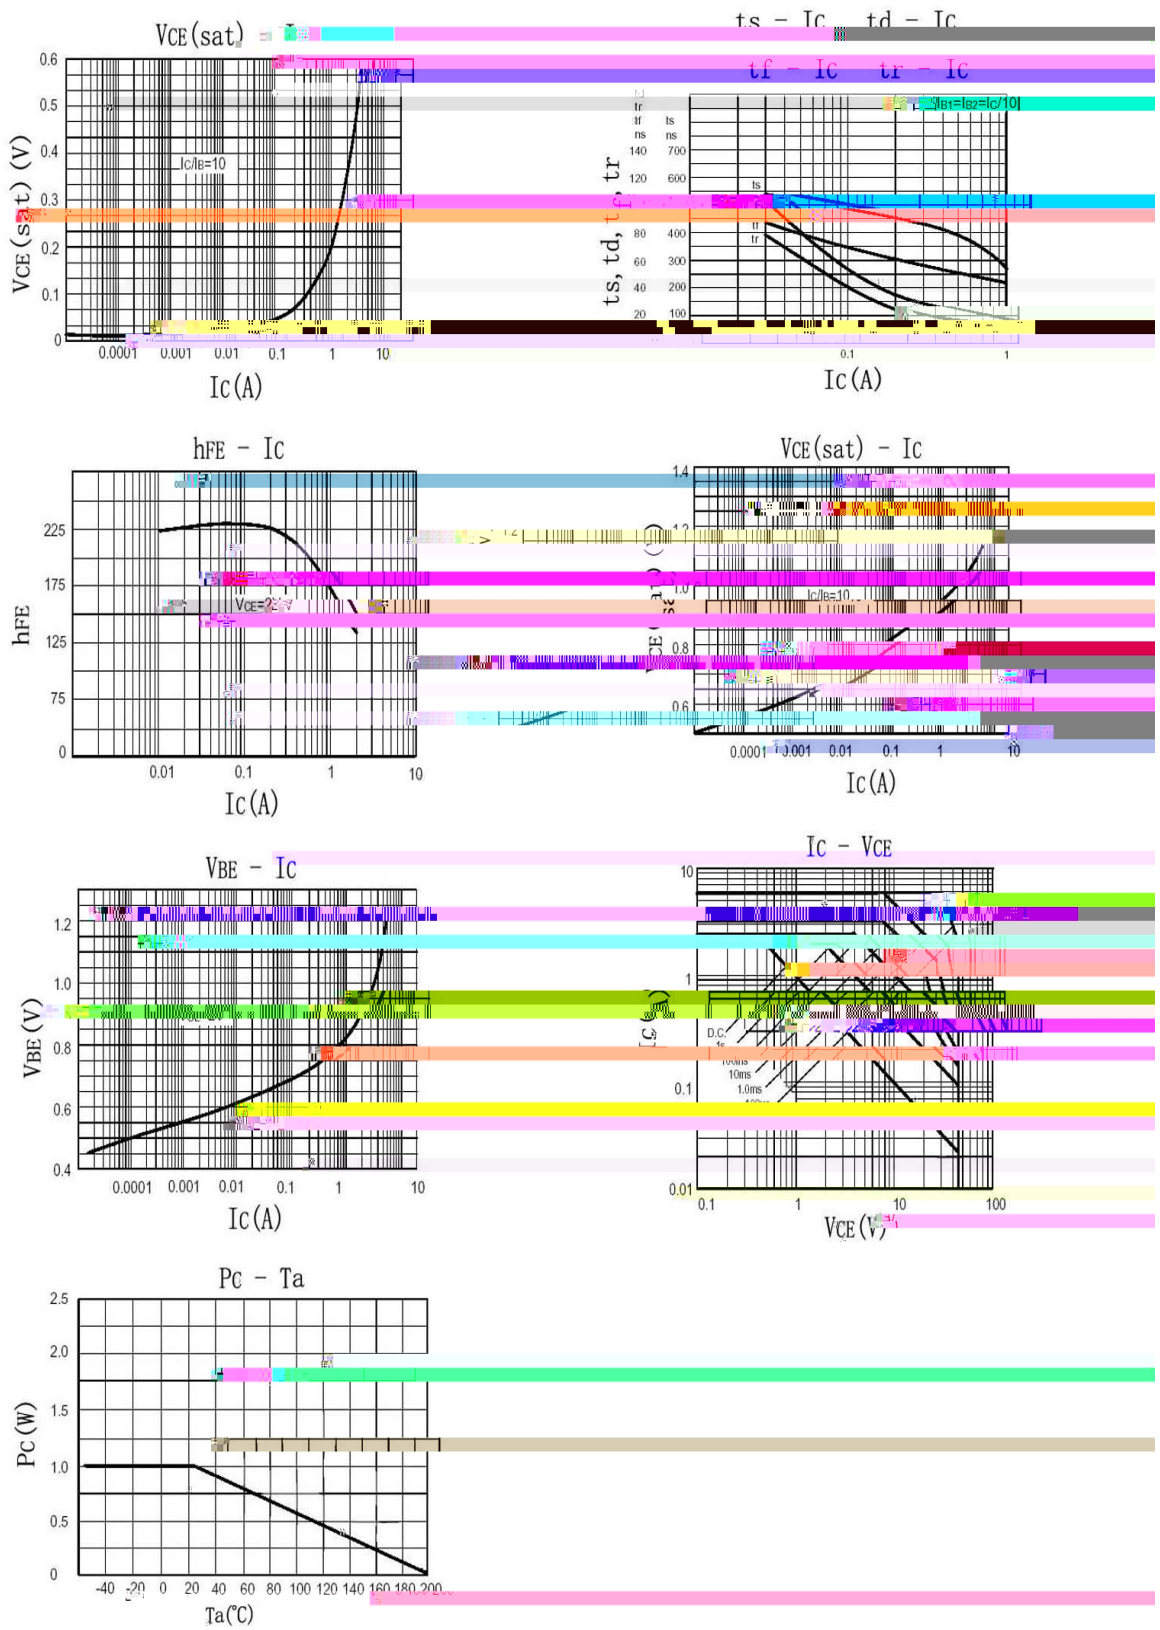 VCE(sat) -
0.6
0.5
0.4
0.3
0.2
0.1
0
VCE(sat) (V)
IC/IB=10
0.0001 0.001 0.01 0.1 1 10
IC(A)
ts - IC td - IC
tf - IC tr - IC
IB1=IB2=IC/10
tr
tf ts
ns ns
140 700
120 600
80 400
60 300
40 200
20 100
ts, td, tf, tr
ts
tf
tr
0.1 1
IC(A)
hFE - IC
225
175
125
75
0
hFE
0.01 0.1 1 10
IC(A)
VCE(sat) - IC
1.4
1.2
1.0
0.8
0.6
IC/IB=10
0.0001 0.001 0.01 0.1 1 10
IC(A)
VBE - IC
1.2
1.0
0.8
0.6
0.4
VBE(V)
0.0001 0.001 0.01 0.1 1 10
IC(A)
IC - VCE
10
1
0.1
0.01
D.C.
100ms
10ms
1.0ms
0.1 1 10 100
VCE(V)
PC - Ta
2.5
2.0
1.5
1.0
0.5
0
PC(W)
-40 -20 0 20 40 60 80 100 120 140 160 180 200
Ta(℃)